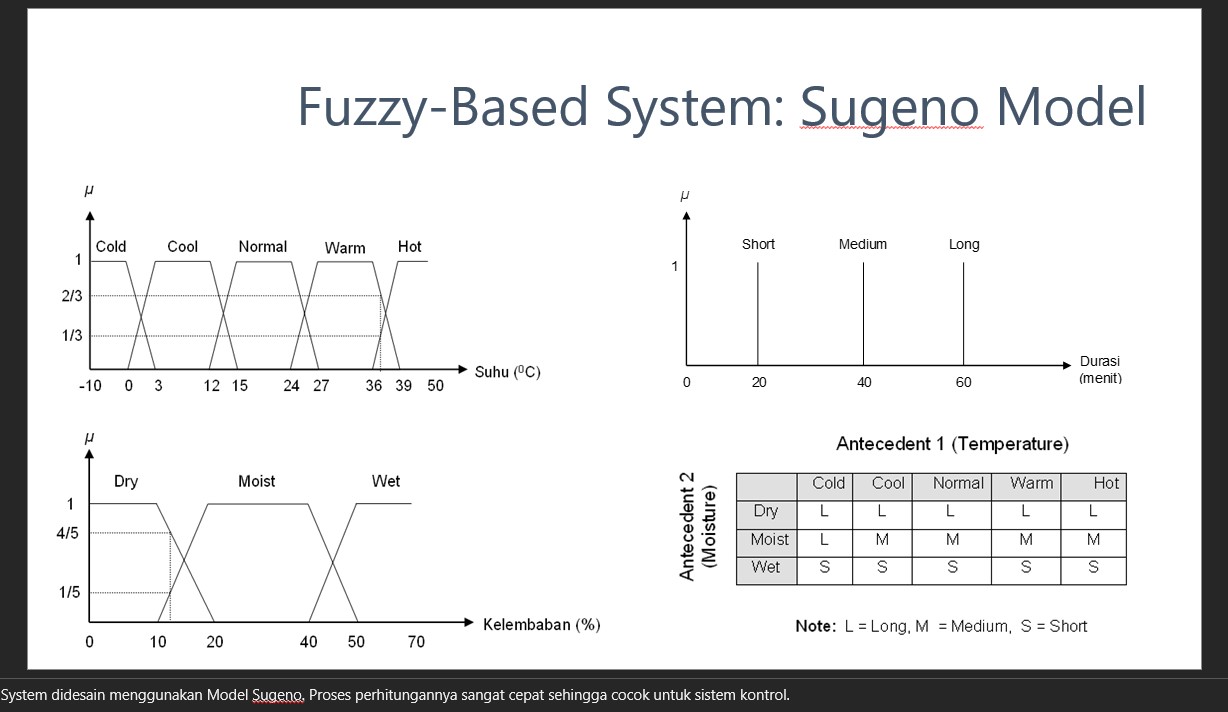 Fuzzy-Based System: Sugeno Model
μ
Cold Cool Normal Warm Hot
1
2/3
1/3
-10 0 3 12 15 24 27 36 39 50
Suhu (⁰C)
μ
Short Medium Long
1
0 20 40 60
Durasi
(menit)
μ
Dry Moist Wet
1
4/5
1/5
0 10 20 40 50 70
Kelembaban (%)
Antecedent 1 (Temperature)
Antecedent 2
(Moisture)
Cold Cool Normal Warm Hot
Dry L L L L L
Moist L M M M M
Wet S S S S S
Note: L = Long, M = Medium, S = Short
System didesain menggunakan Model Sugeno. Proses perhitungannya sangat cepat sehingga cocok untuk sistem kontrol.